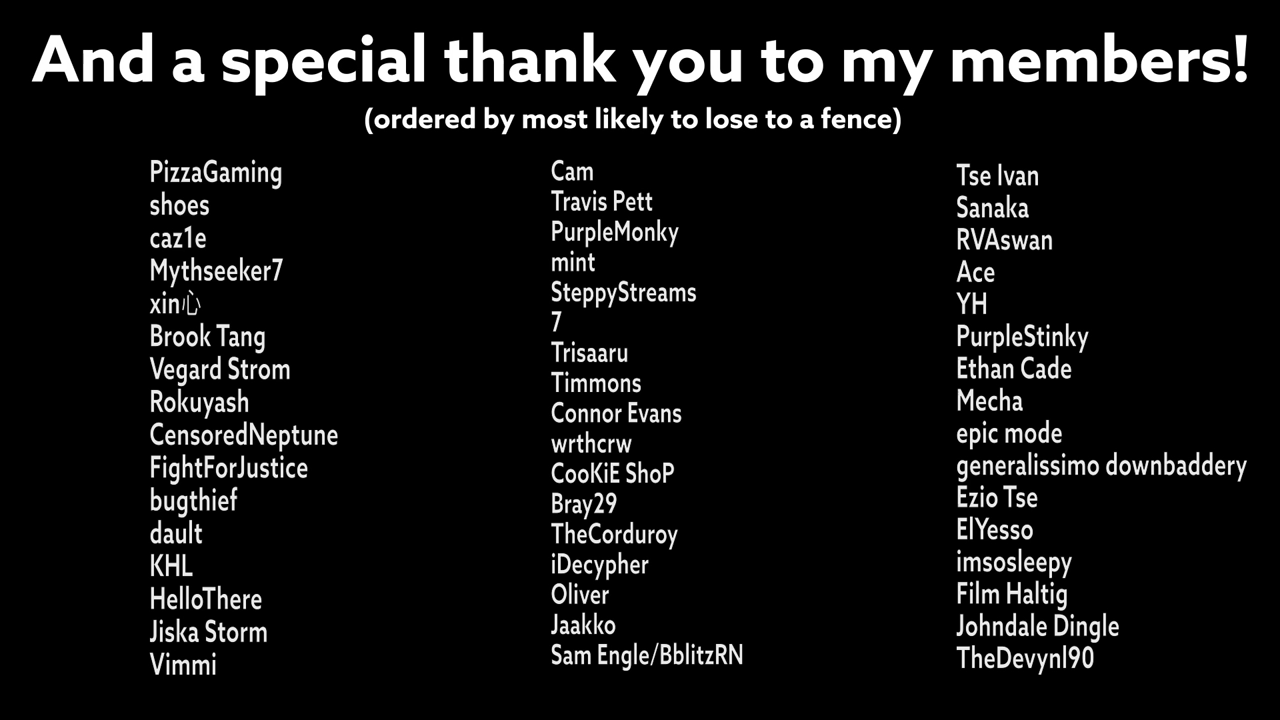 And a special thank you to my members!
(ordered by most likely to lose to a fence)
PizzaGaming
shoes
caz1e
Mythseeker7
xin心
Brook Tang
Vegard Strom
Rokuyash
CensoredNeptune
FightForJustice
bugthief
dault
KHL
HelloThere
Jiska Storm
Vimmi
Cam
Travis Pett
PurpleMonky
mint
SteppyStreams
7
Trisaaru
Timmons
Connor Evans
wrthcrw
CooKiE ShoP
Bray29
TheCorduroy
iDecypher
Oliver
Jaakko
Sam Engle/BblitzRN
Tse Ivan
Sanaka
RVAswan
Ace
YH
PurpleStinky
Ethan Cade
Mecha
epic mode
generalissimo downbaddery
Ezio Tse
ElYesso
imsosleepy
Film Haltig
Johndale Dingle
TheDevynl90